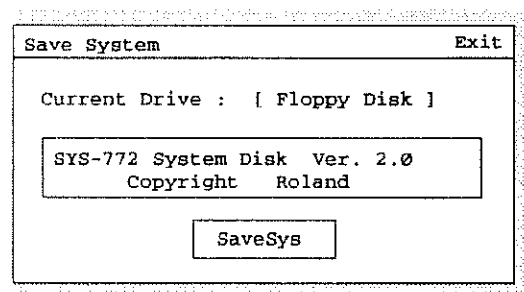 Save System Exit
Current Drive : [ Floppy Disk ]
SYS-772 System Disk Ver. 2.0
Copyright Roland
SaveSys